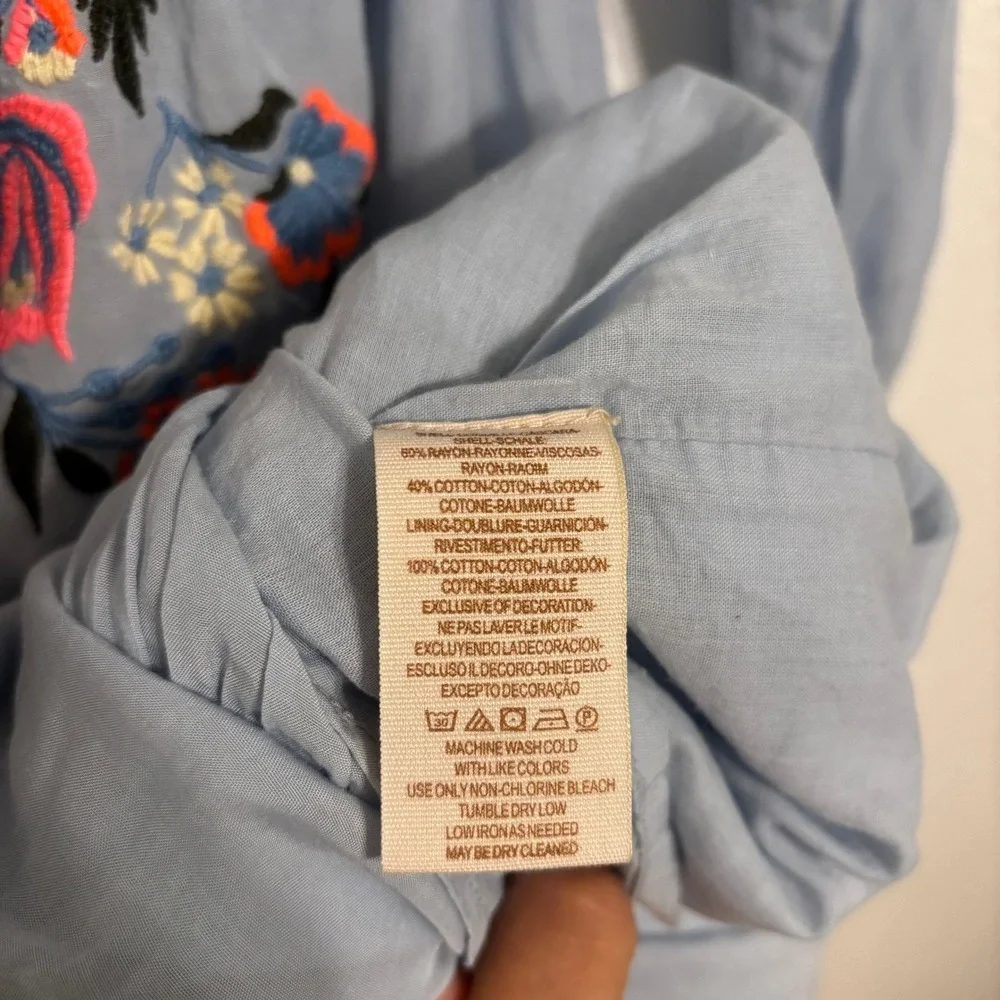 SHELL-SCHALE:
60% RAYON-RAYONNE-VISCOSAS-
RAYON-RAOIM
40% COTTON-COTON-ALGODÓN-
COTONE-BAUMWOLLE
LINING-DOUBLURE-GUARNICIÓN-
RIVESTIMENTO-FUTTER:
100% COTTON-COTON-ALGODÓN-
COTONE-BAUMWOLLE
EXCLUSIVE OF DECORATION-
NE PAS LAVER LE MOTIF-
EXCLUYENDO LA DECORACION-
ESCLUSO IL DECORO-OHNE DEKO-
EXCEPTO DECORAÇÃO
30 P
MACHINE WASH COLD
WITH LIKE COLORS
USE ONLY NON-CHLORINE BLEACH
TUMBLE DRY LOW
LOW IRON AS NEEDED
MAY BE DRY CLEANED